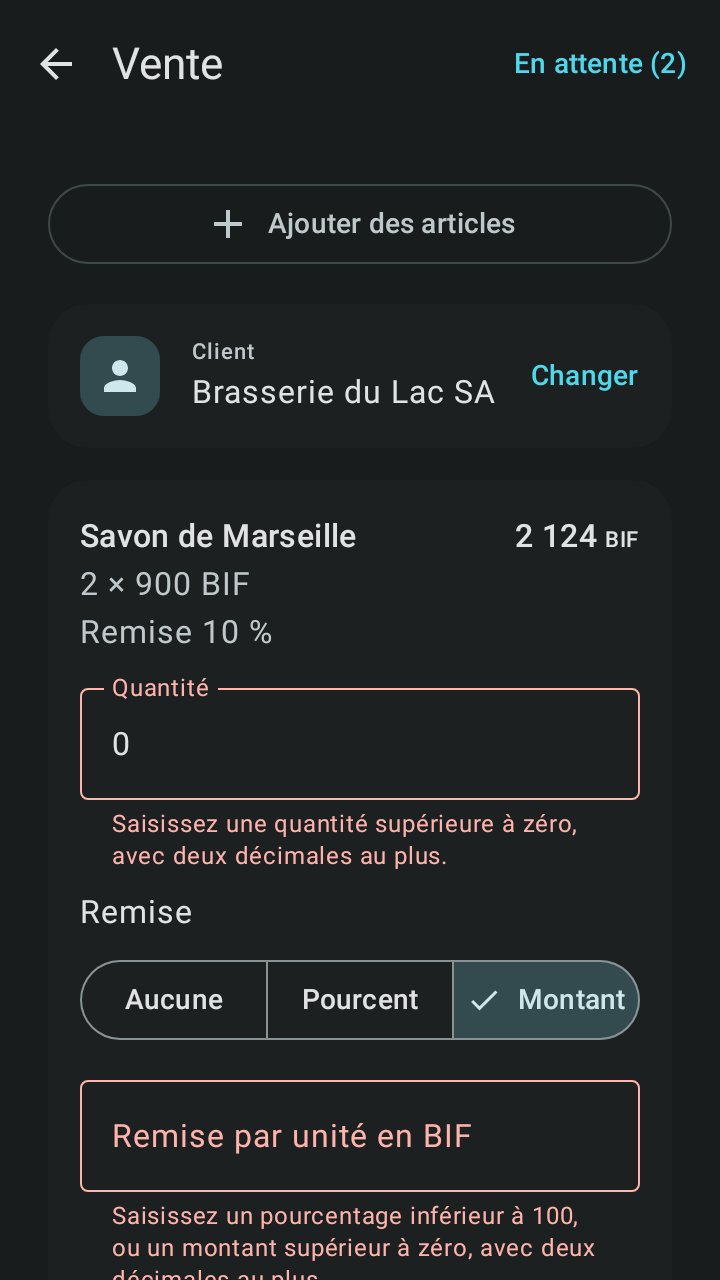 Vente
En attente (2)
Ajouter des articles
Client
Brasserie du Lac SA
Changer
Savon de Marseille
2 124 BIF
2 × 900 BIF
Remise 10 %
Quantité
0
Saisissez une quantité supérieure à zéro,
avec deux décimales au plus.
Remise
Aucune
Pourcent
Montant
Remise par unité en BIF
Saisissez un pourcentage inférieur à 100,
ou un montant supérieur à zéro, avec deux
décimales au plus.